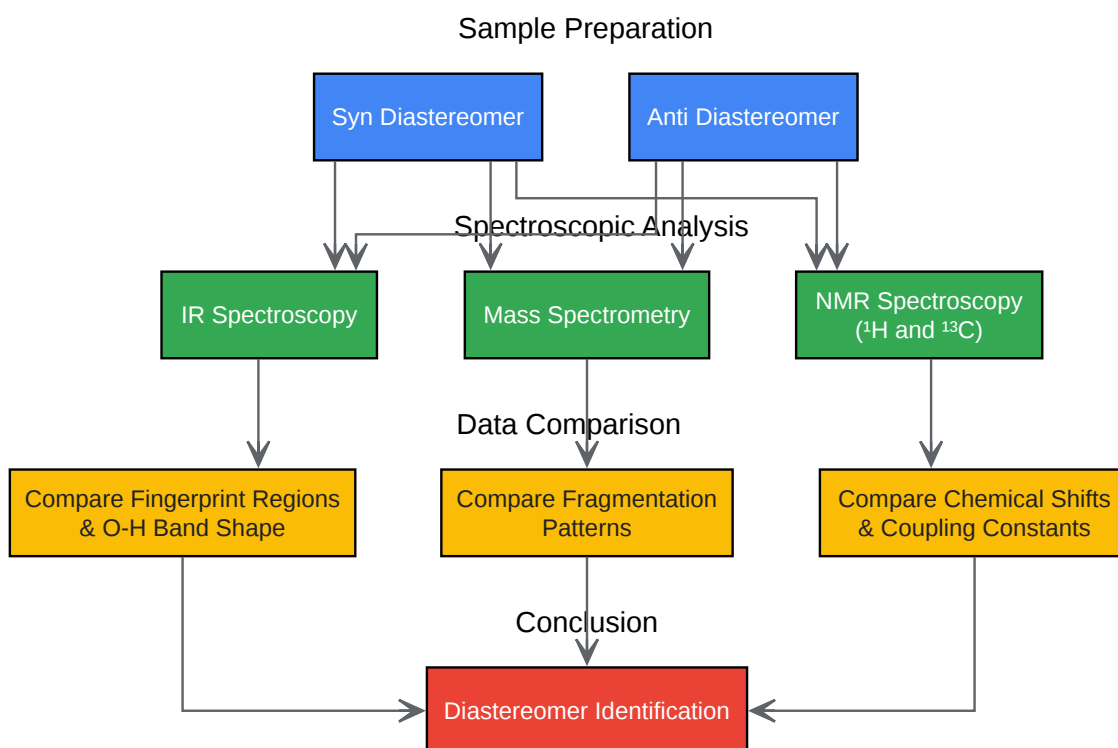 Sample Preparation
Syn Diastereomer
Anti Diastereomer
Spectroscopic Analysis
IR Spectroscopy
Mass Spectrometry
NMR Spectroscopy
(¹H and ¹³C)
Data Comparison
Compare Fingerprint Regions
& O-H Band Shape
Compare Fragmentation
Patterns
Compare Chemical Shifts
& Coupling Constants
Conclusion
Diastereomer Identification